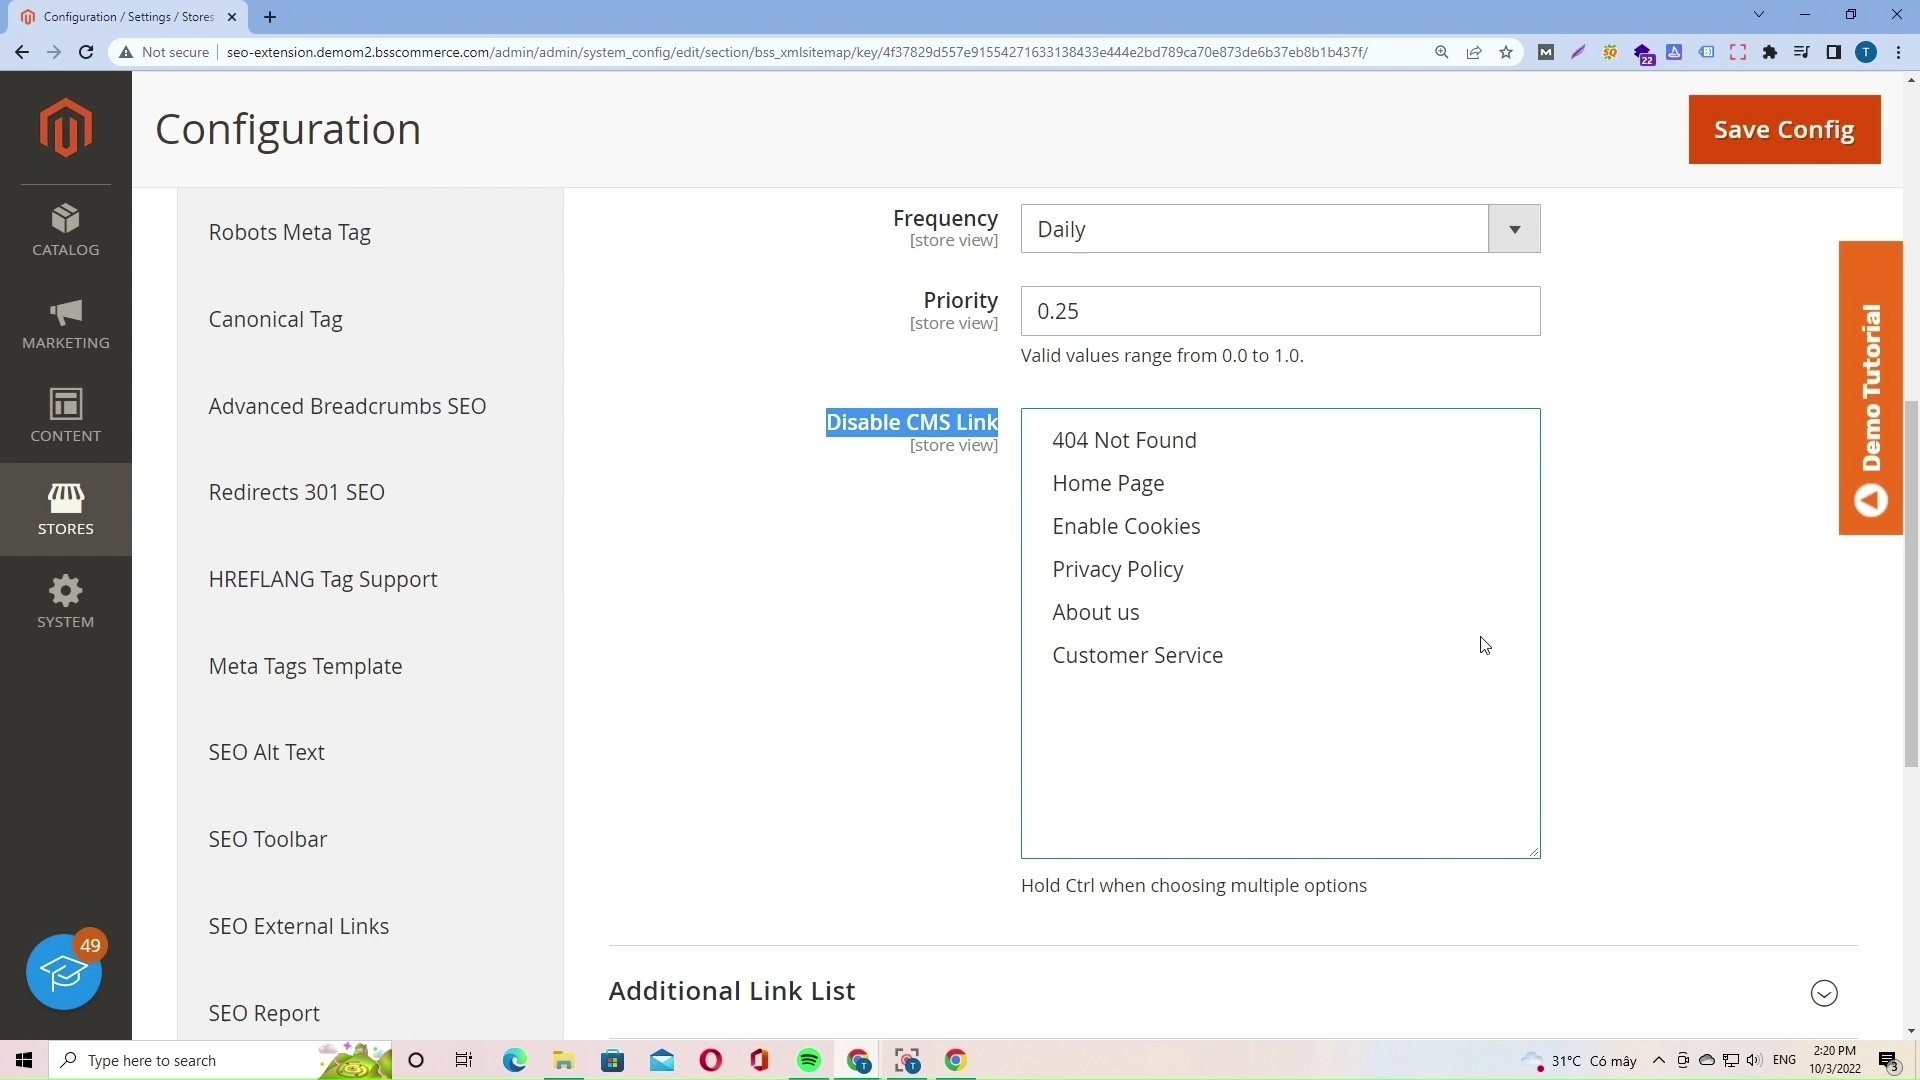 Configuration / Settings / Stores
Not secure
seo-extension.demom2.bsscommerce.com/admin/admin/system_config/edit/section/bss_xmlsitemap/key/4f37829d557e91554271633138433e444e2bd789ca70e873de6b37eb8b1b437f/
22
T
Configuration
Save Config
CATALOG
MARKETING
CONTENT
STORES
SYSTEM
49
Robots Meta Tag
Canonical Tag
Advanced Breadcrumbs SEO
Redirects 301 SEO
HREFLANG Tag Support
Meta Tags Template
SEO Alt Text
SEO Toolbar
SEO External Links
SEO Report
Frequency
[store view]
Daily
Priority
[store view]
0.25
Valid values range from 0.0 to 1.0.
Disable CMS Link
[store view]
404 Not Found
Home Page
Enable Cookies
Privacy Policy
About us
Customer Service
Hold Ctrl when choosing multiple options
Additional Link List
Demo Tutorial
Type here to search
31°C Có mây
ENG
2:20 PM
10/3/2022
3